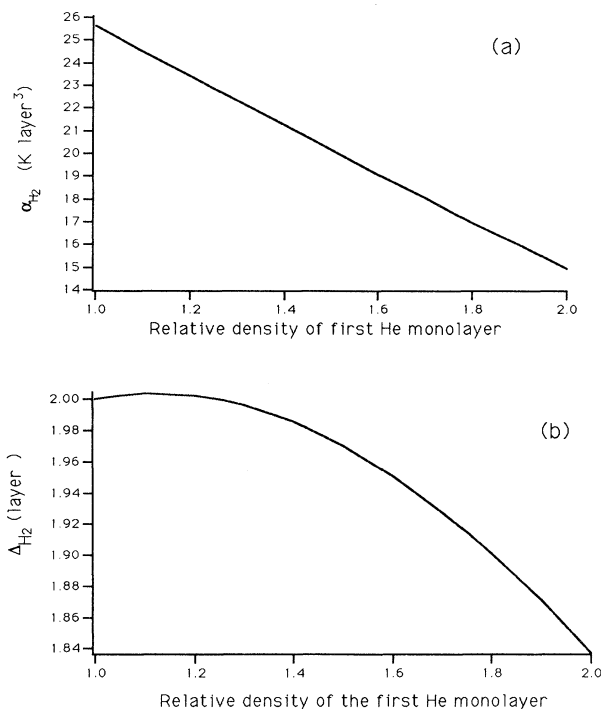 26
25
24
23
22
21
20
19
18
17
16
15
14
α_H2 (K layer³)
(a)
1.0 1.2 1.4 1.6 1.8 2.0
Relative density of first He monolayer
2.00
1.98
1.96
1.94
1.92
1.90
1.88
1.86
1.84
Δ_H2 (layer)
(b)
1.0 1.2 1.4 1.6 1.8 2.0
Relative density of the first He monolayer